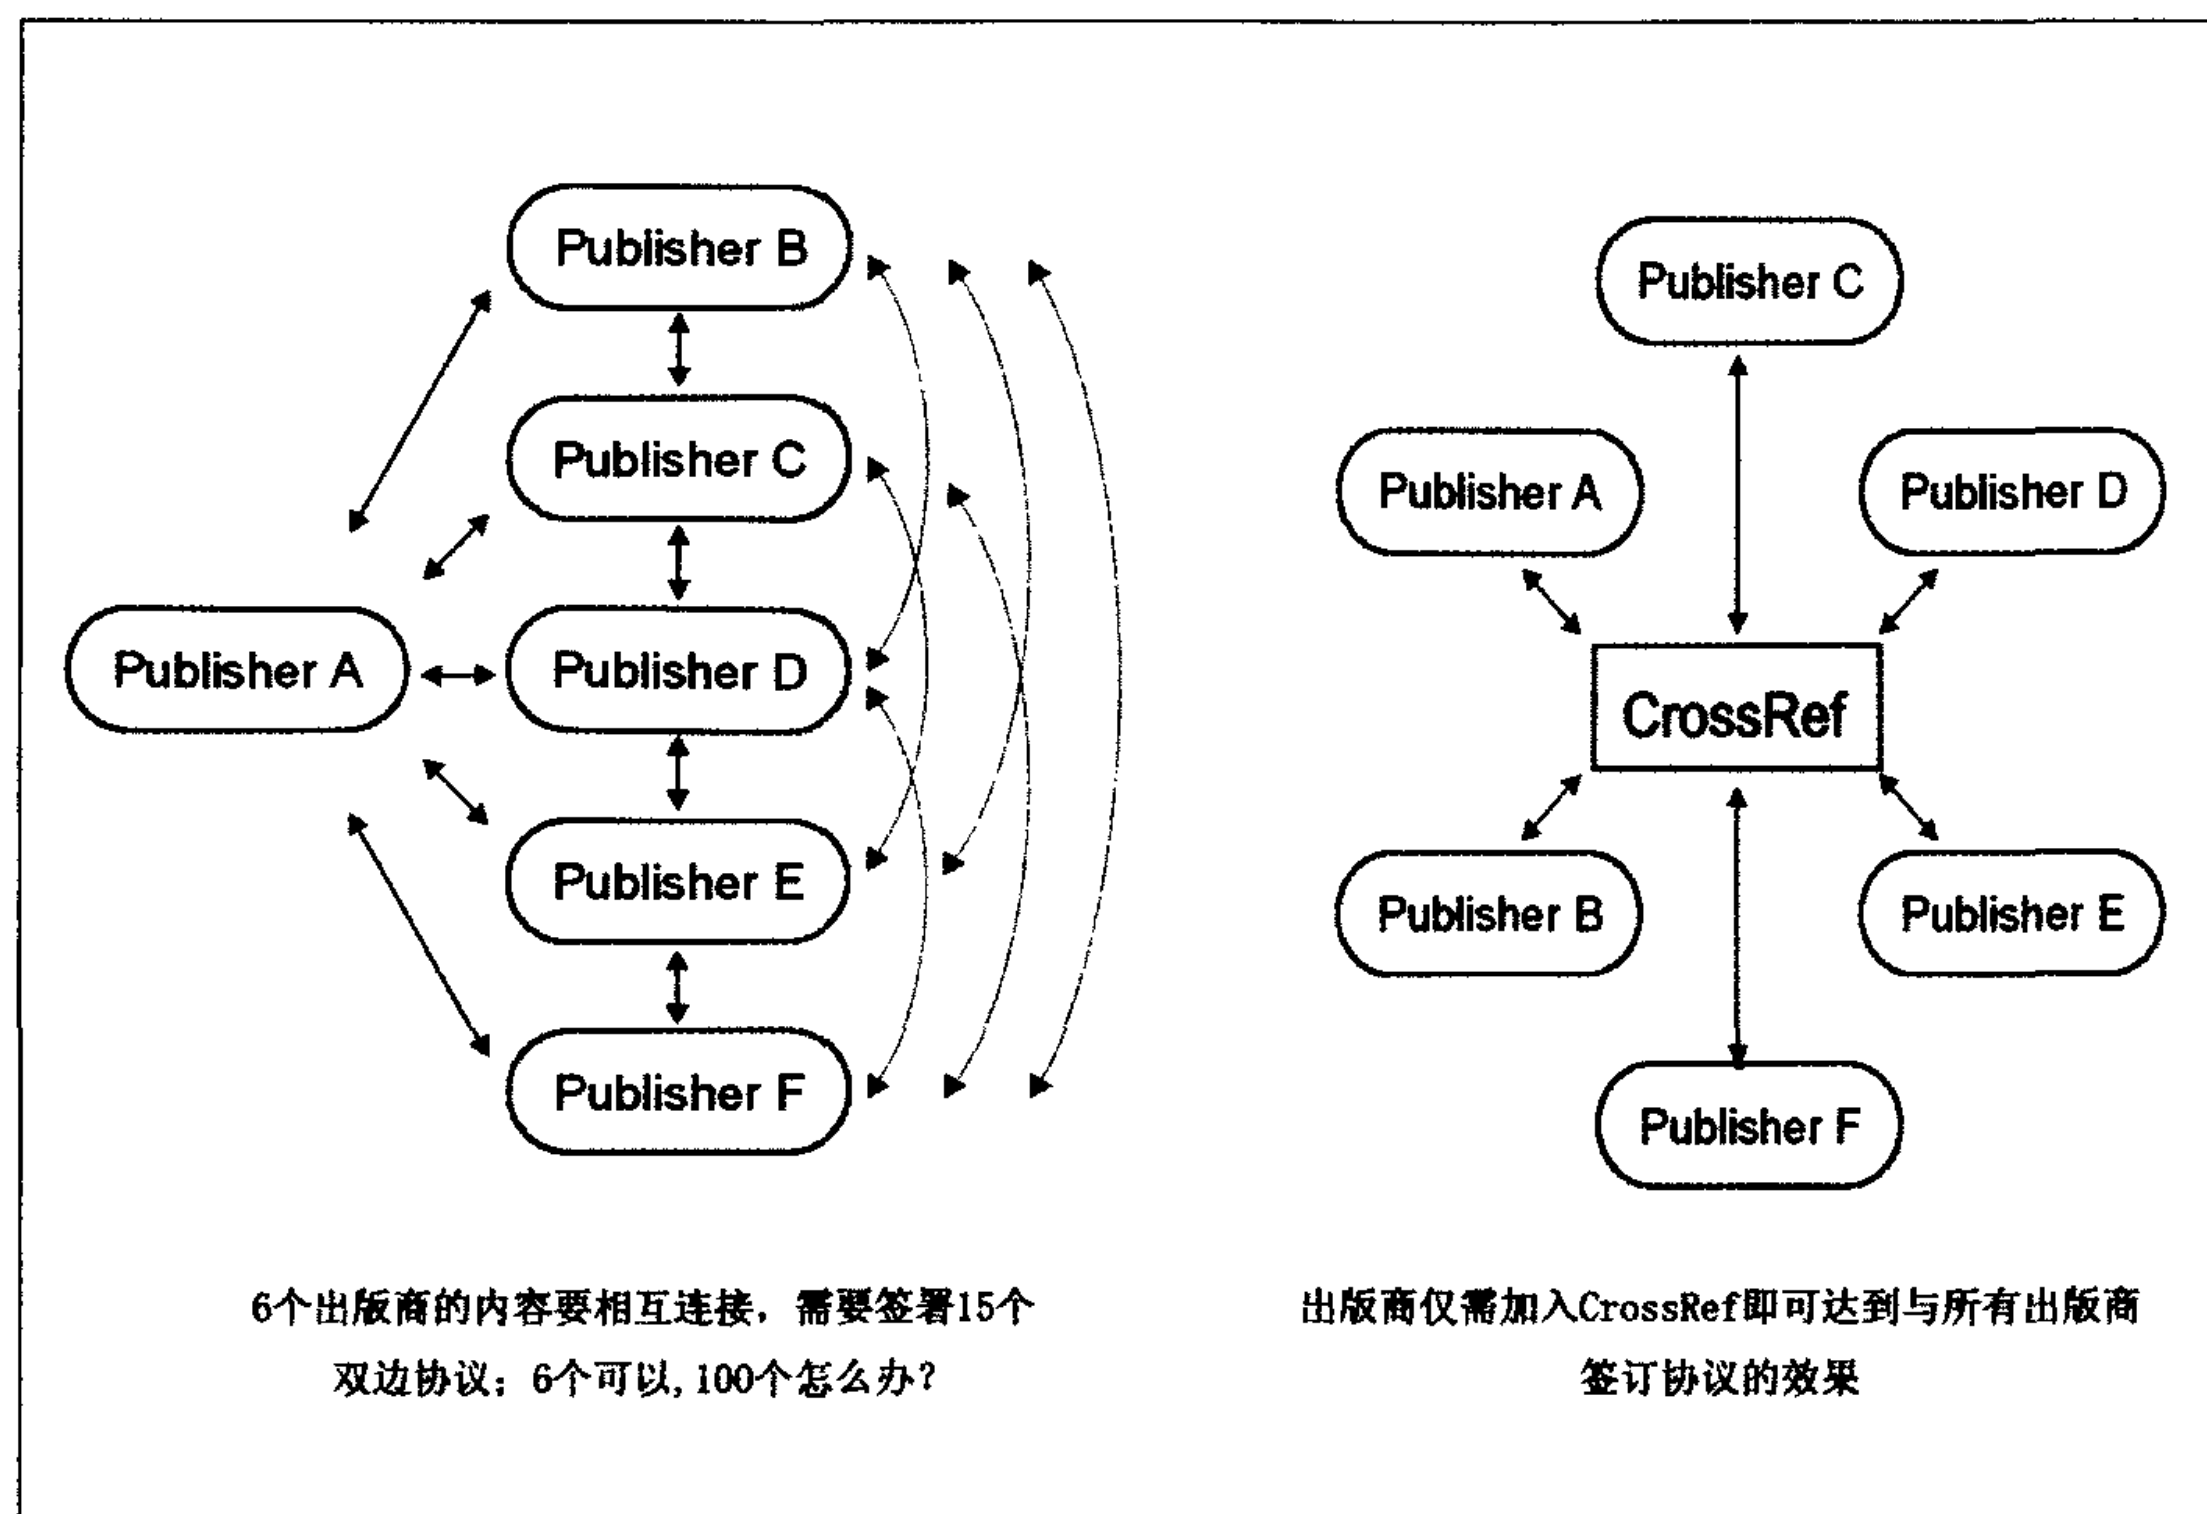 Publisher B
Publisher C
Publisher A
Publisher D
Publisher E
Publisher F
6个出版商的内容要相互连接，需要签署15个
双边协议；6个可以,100个怎么办？
Publisher C
Publisher A
Publisher D
CrossRef
Publisher B
Publisher E
Publisher F
出版商仅需加入CrossRef即可达到与所有出版商
签订协议的效果